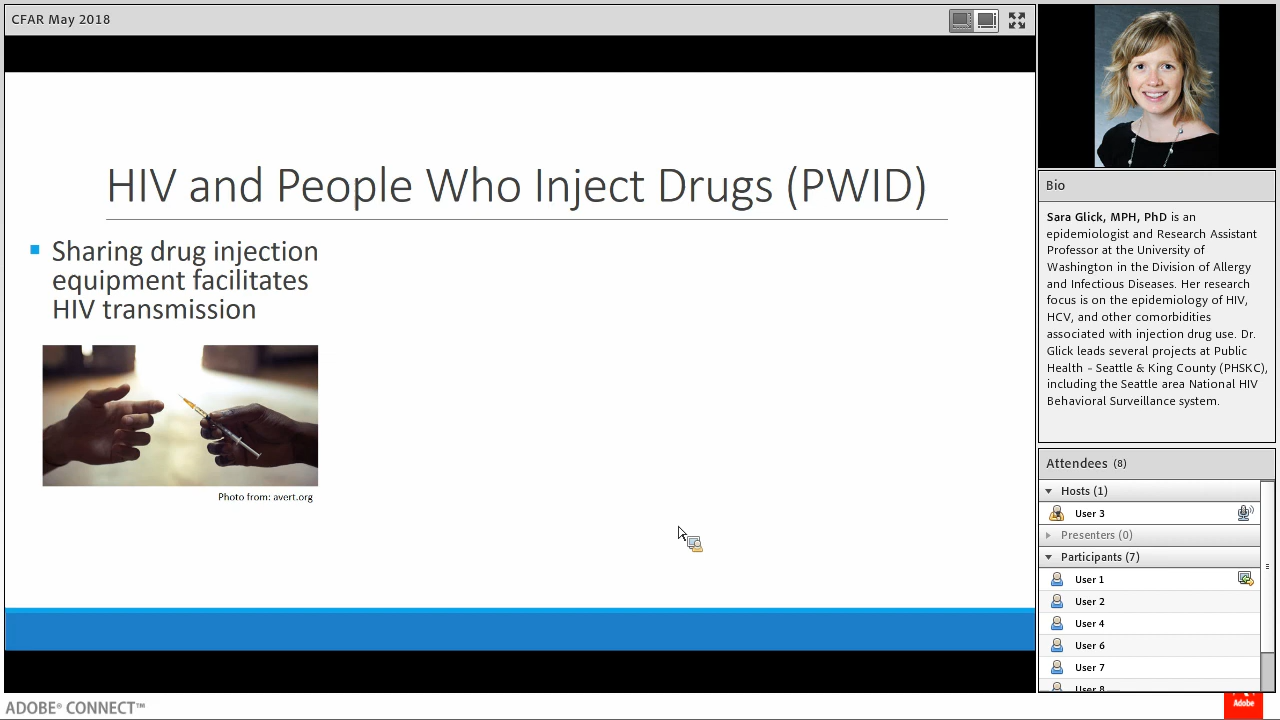 CFAR May 2018
HIV and People Who Inject Drugs (PWID)
Sharing drug injection
equipment facilitates
HIV transmission
Photo from: avert.org
Bio
Sara Glick, MPH, PhD is an
epidemiologist and Research Assistant
Professor at the University of
Washington in the Division of Allergy
and Infectious Diseases. Her research
focus is on the epidemiology of HIV,
HCV, and other comorbidities
associated with injection drug use. Dr.
Glick leads several projects at Public
Health - Seattle & King County (PHSKC),
including the Seattle area National HIV
Behavioral Surveillance system.
Attendees (8)
Hosts (1)
User 3
Presenters (0)
Participants (7)
User 1
User 2
User 4
User 6
User 7
User 8
ADOBE® CONNECT™
Adobe